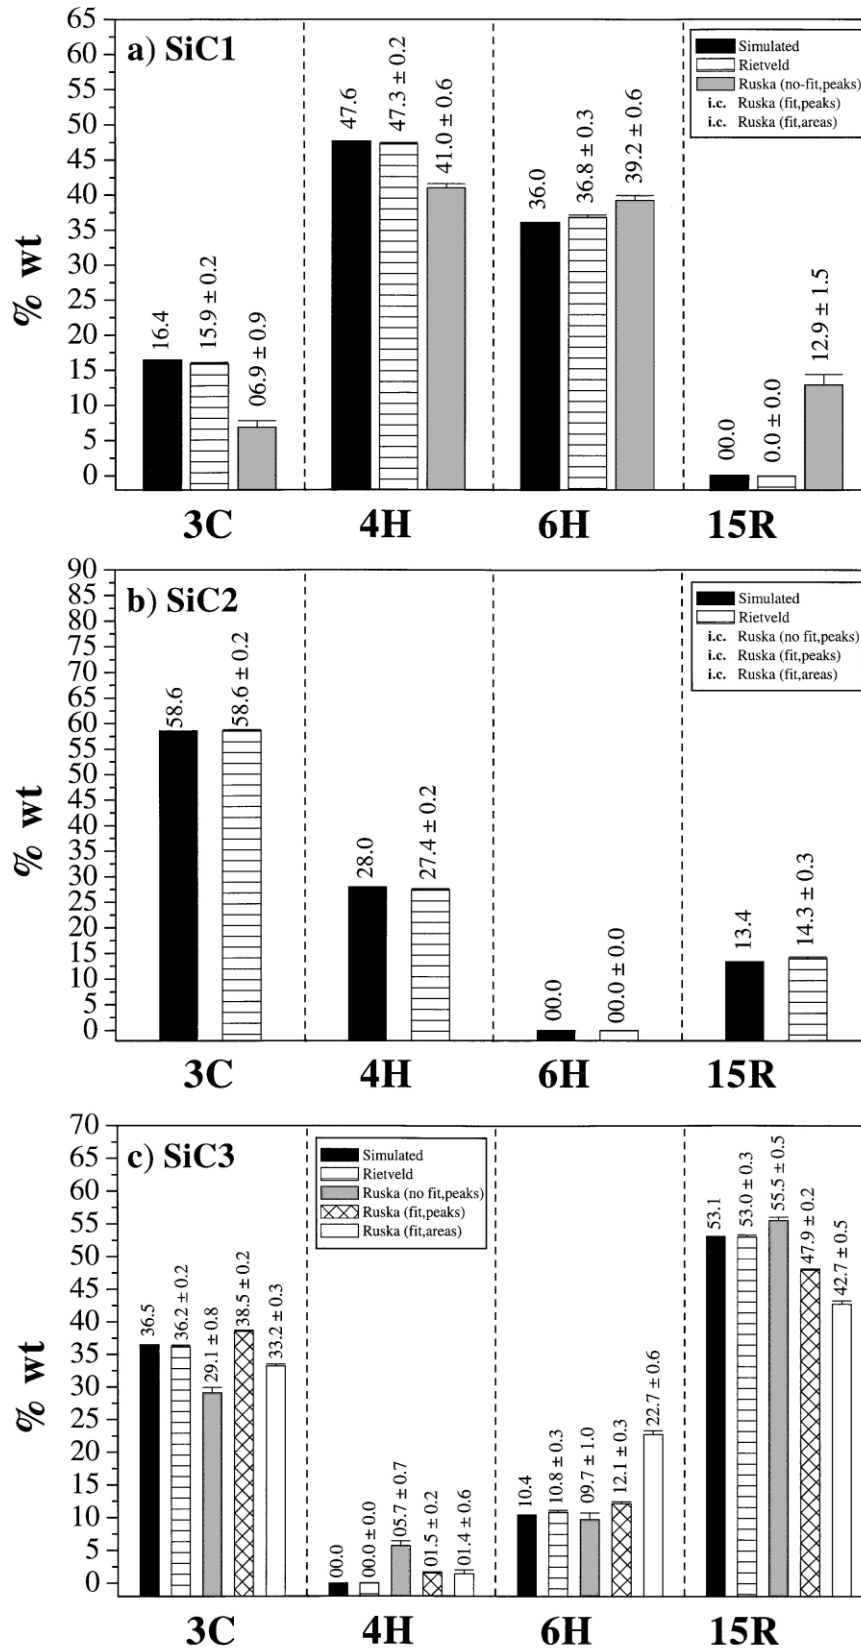 a) SiC1
% wt
65
60
55
50
45
40
35
30
25
20
15
10
5
0
Simulated
Rietveld
Ruska (no-fit,peaks)
i.c. Ruska (fit,peaks)
i.c. Ruska (fit,areas)
16.4
15.9 ± 0.2
06.9 ± 0.9
47.6
47.3 ± 0.2
41.0 ± 0.6
36.0
36.8 ± 0.3
39.2 ± 0.6
00.0
0.0 ± 0.0
12.9 ± 1.5
3C 4H 6H 15R
b) SiC2
% wt
90
85
80
75
70
65
60
55
50
45
40
35
30
25
20
15
10
5
0
Simulated
Rietveld
i.c. Ruska (no fit,peaks)
i.c. Ruska (fit,peaks)
i.c. Ruska (fit,areas)
58.6
58.6 ± 0.2
28.0
27.4 ± 0.2
00.0
00.0 ± 0.0
13.4
14.3 ± 0.3
3C 4H 6H 15R
c) SiC3
% wt
70
65
60
55
50
45
40
35
30
25
20
15
10
5
0
Simulated
Rietveld
Ruska (no fit,peaks)
Ruska (fit,peaks)
Ruska (fit,areas)
36.5
36.2 ± 0.2
29.1 ± 0.8
38.5 ± 0.2
33.2 ± 0.3
00.0
00.0 ± 0.0
05.7 ± 0.7
01.5 ± 0.2
01.4 ± 0.6
10.4
10.8 ± 0.3
09.7 ± 1.0
12.1 ± 0.3
22.7 ± 0.6
53.1
53.0 ± 0.3
55.5 ± 0.5
47.9 ± 0.2
42.7 ± 0.5
3C 4H 6H 15R